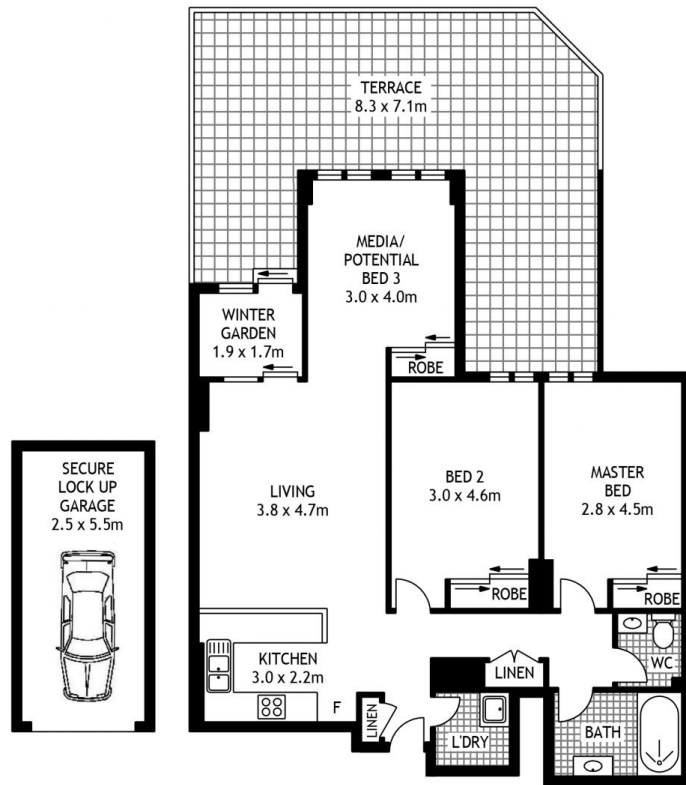 TERRACE
8.3 x 7.1m
MEDIA/
POTENTIAL
BED 3
3.0 x 4.0m
WINTER
GARDEN
1.9 x 1.7m
ROBE
SECURE
LOCK UP
GARAGE
2.5 x 5.5m
LIVING
3.8 x 4.7m
BED 2
3.0 x 4.6m
MASTER
BED
2.8 x 4.5m
ROBE
ROBE
KITCHEN
3.0 x 2.2m
F
LINEN
LINEN
L'DRY
WC
BATH